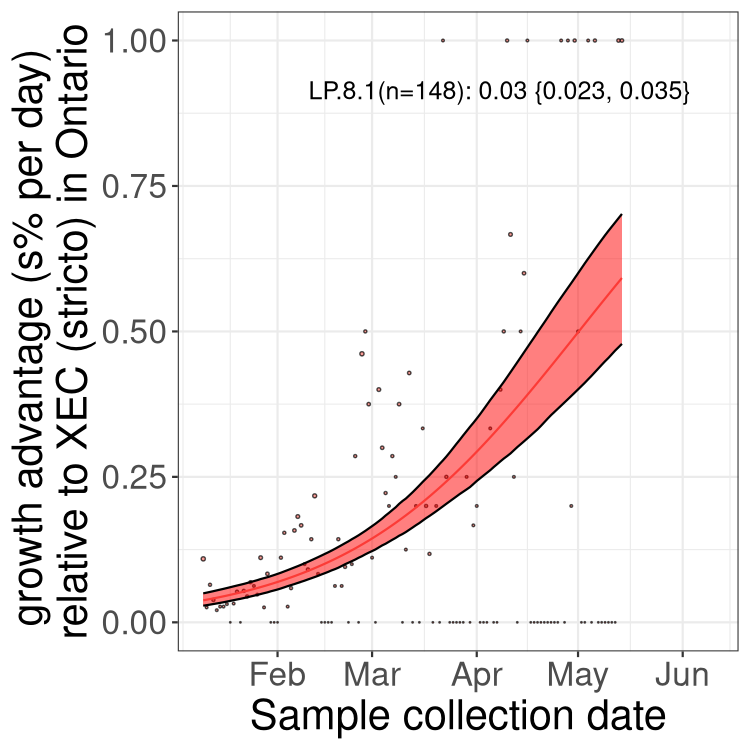 growth advantage (s% per day)
relative to XEC (stricto) in Ontario
1.00
0.75
0.50
0.25
0.00
LP.8.1(n=148): 0.03 {0.023, 0.035}
Feb Mar Apr May Jun
Sample collection date